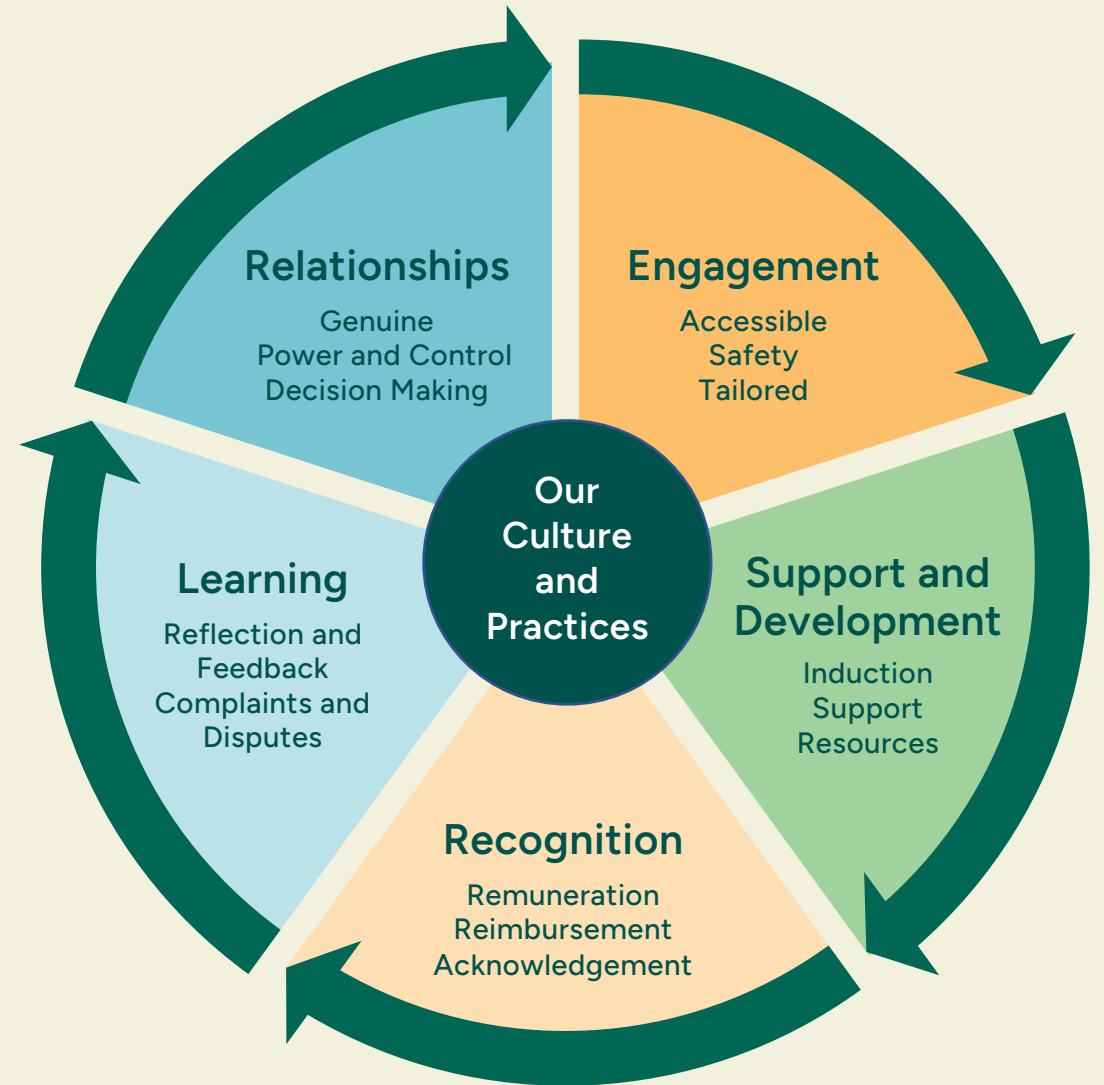 Relationships
Genuine
Power and Control
Decision Making
Engagement
Accessible
Safety
Tailored
Our
Culture
and
Practices
Support and
Development
Induction
Support
Resources
Recognition
Remuneration
Reimbursement
Acknowledgement
Learning
Reflection and
Feedback
Complaints and
Disputes